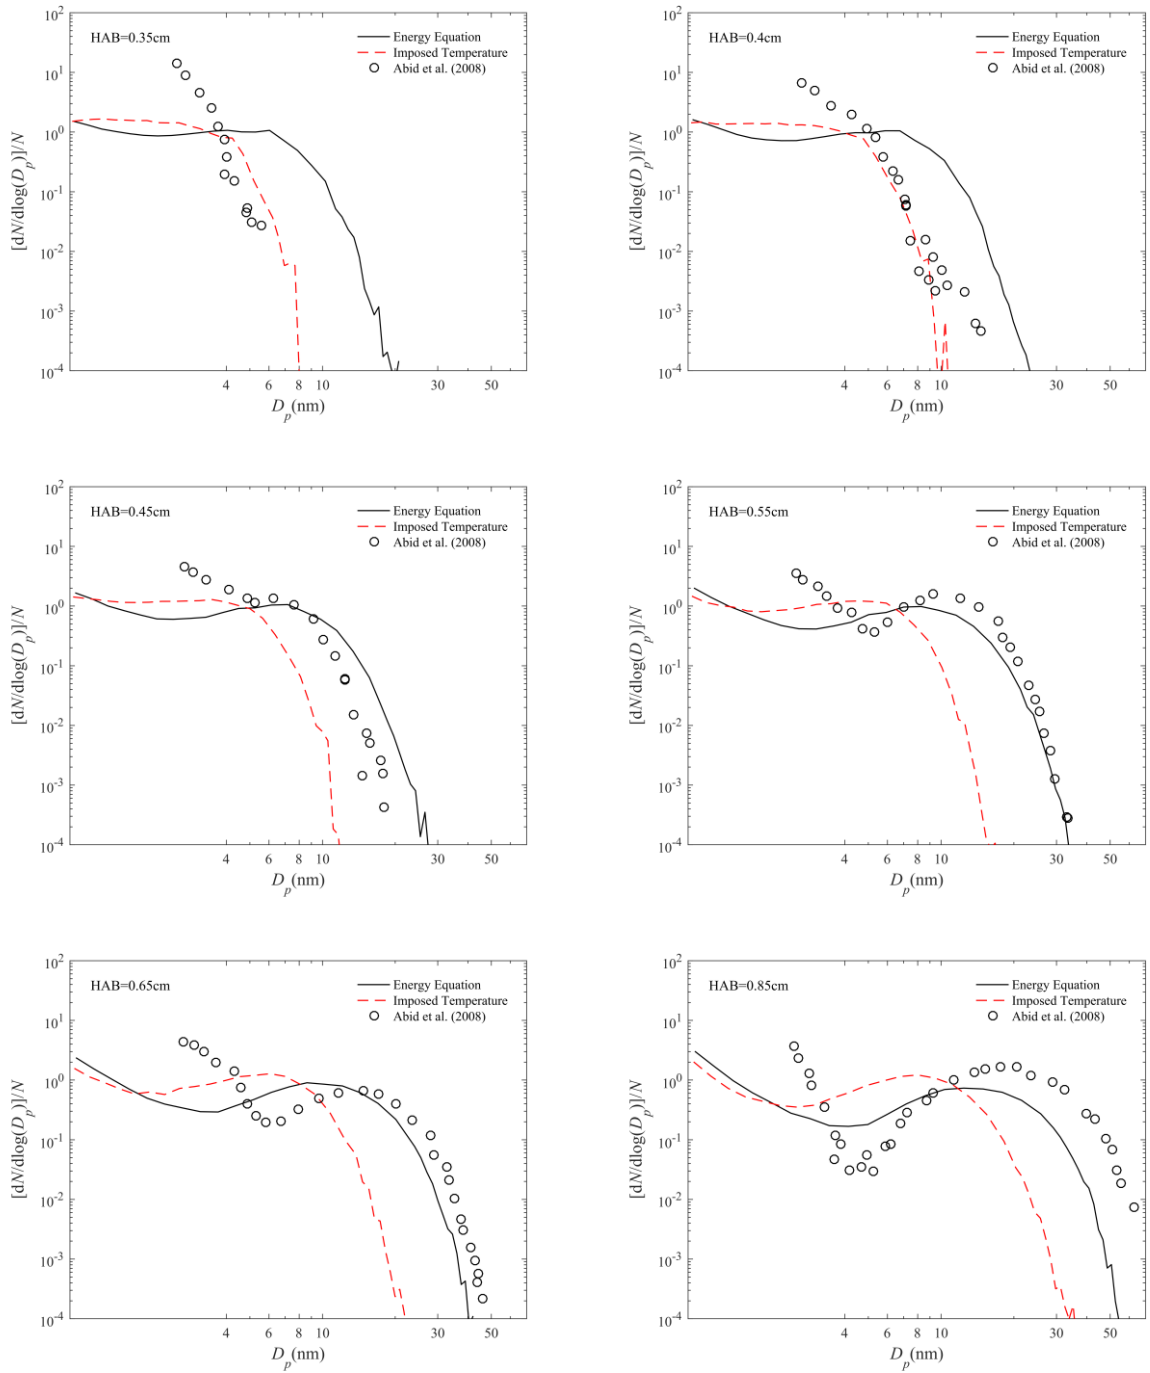 HAB=0.35cm
Energy Equation
Imposed Temperature
Abid et al. (2008)
10^2
10^1
10^0
10^-1
10^-2
10^-3
10^-4
[dN/dlog(D_p)]/N
4 6 8 10 30 50
D_p(nm)
HAB=0.4cm
Energy Equation
Imposed Temperature
Abid et al. (2008)
10^2
10^1
10^0
10^-1
10^-2
10^-3
10^-4
[dN/dlog(D_p)]/N
4 6 8 10 30 50
D_p(nm)
HAB=0.45cm
Energy Equation
Imposed Temperature
Abid et al. (2008)
10^2
10^1
10^0
10^-1
10^-2
10^-3
10^-4
[dN/dlog(D_p)]/N
4 6 8 10 30 50
D_p(nm)
HAB=0.55cm
Energy Equation
Imposed Temperature
Abid et al. (2008)
10^2
10^1
10^0
10^-1
10^-2
10^-3
10^-4
[dN/dlog(D_p)]/N
4 6 8 10 30 50
D_p(nm)
HAB=0.65cm
Energy Equation
Imposed Temperature
Abid et al. (2008)
10^2
10^1
10^0
10^-1
10^-2
10^-3
10^-4
[dN/dlog(D_p)]/N
4 6 8 10 30 50
D_p(nm)
HAB=0.85cm
Energy Equation
Imposed Temperature
Abid et al. (2008)
10^2
10^1
10^0
10^-1
10^-2
10^-3
10^-4
[dN/dlog(D_p)]/N
4 6 8 10 30 50
D_p(nm)